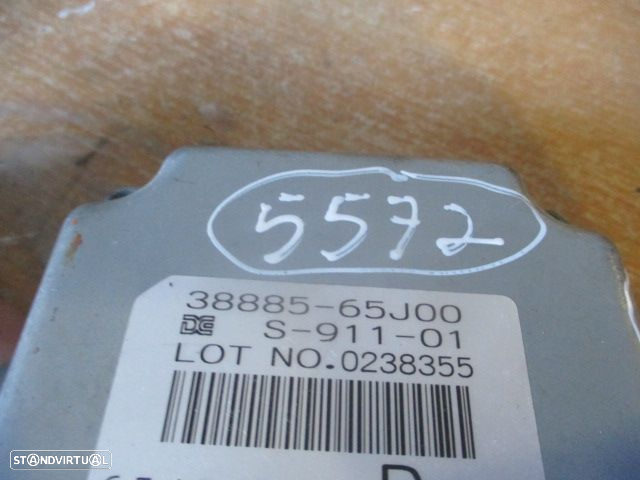 5572
38885-65J00
S-911-01
LOT NO.0238355
STANDVIRTUAL